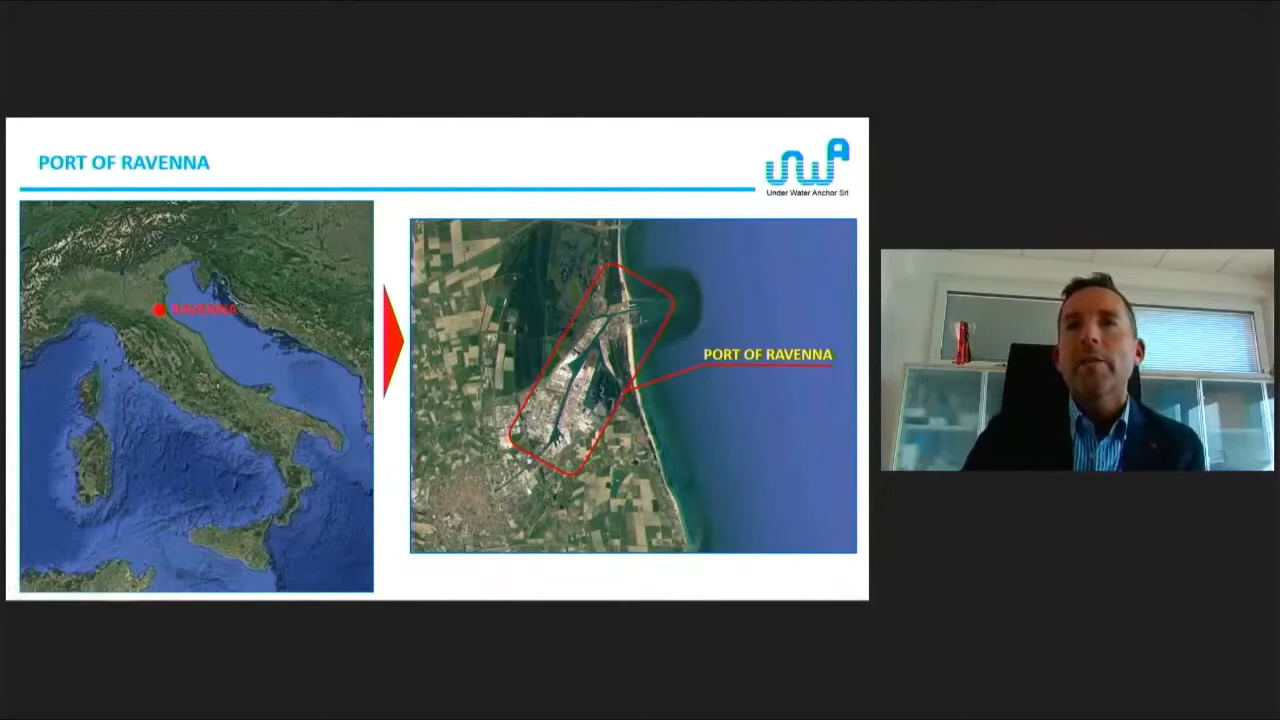 PORT OF RAVENNA
UWA
Under Water Anchor Srl
RAVENNA
PORT OF RAVENNA